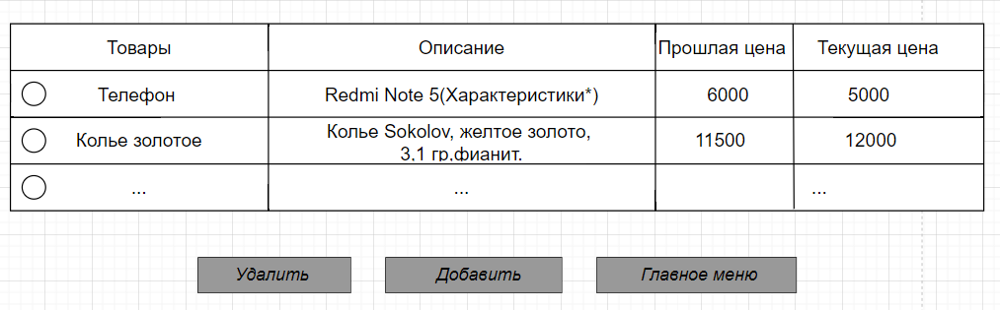 Товары Описание Прошлая цена Текущая цена
Телефон Redmi Note 5(Характеристики*) 6000 5000
Колье золотое Колье Sokolov, желтое золото, 11500 12000
3,1 гр.фианит.
... ... ...
Удалить Добавить Главное меню